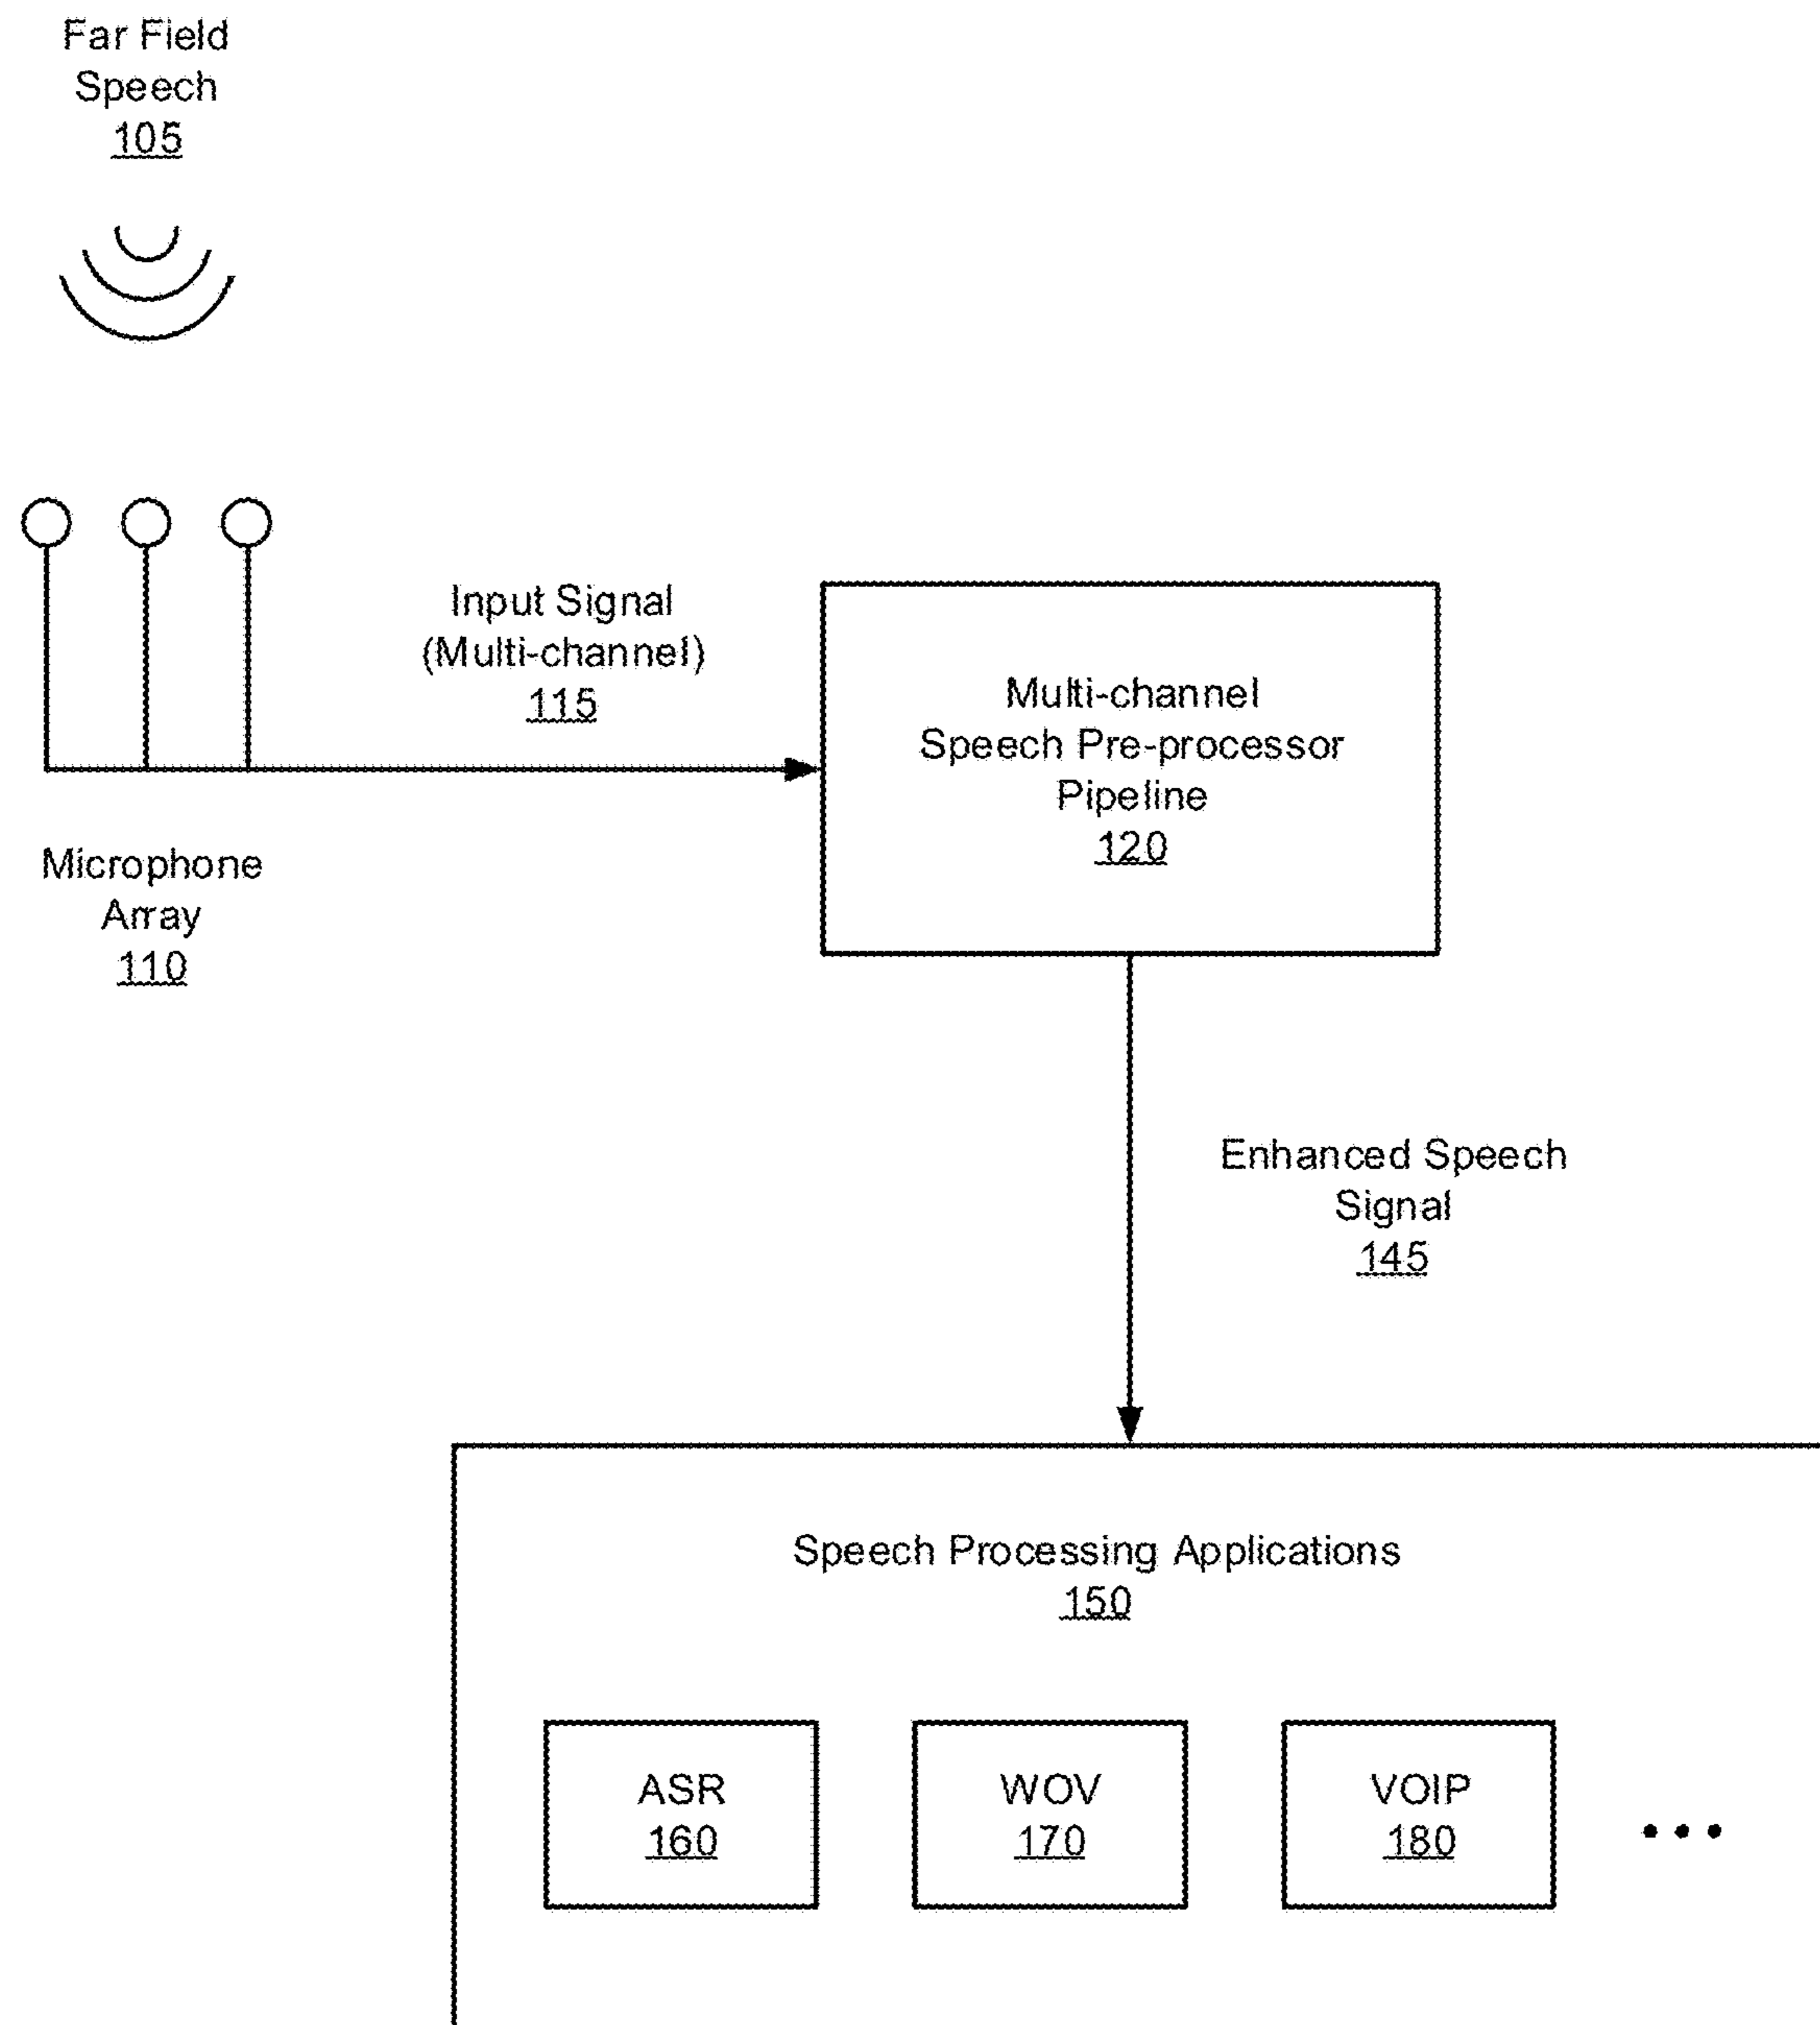 Far Field
Speech
105
Input Signal
(Multi-channel)
115
Multi-channel
Speech Pre-processor
Pipeline
120
Microphone
Array
110
Enhanced Speech
Signal
145
Speech Processing Applications
150
ASR
160
WOV
170
VOIP
180